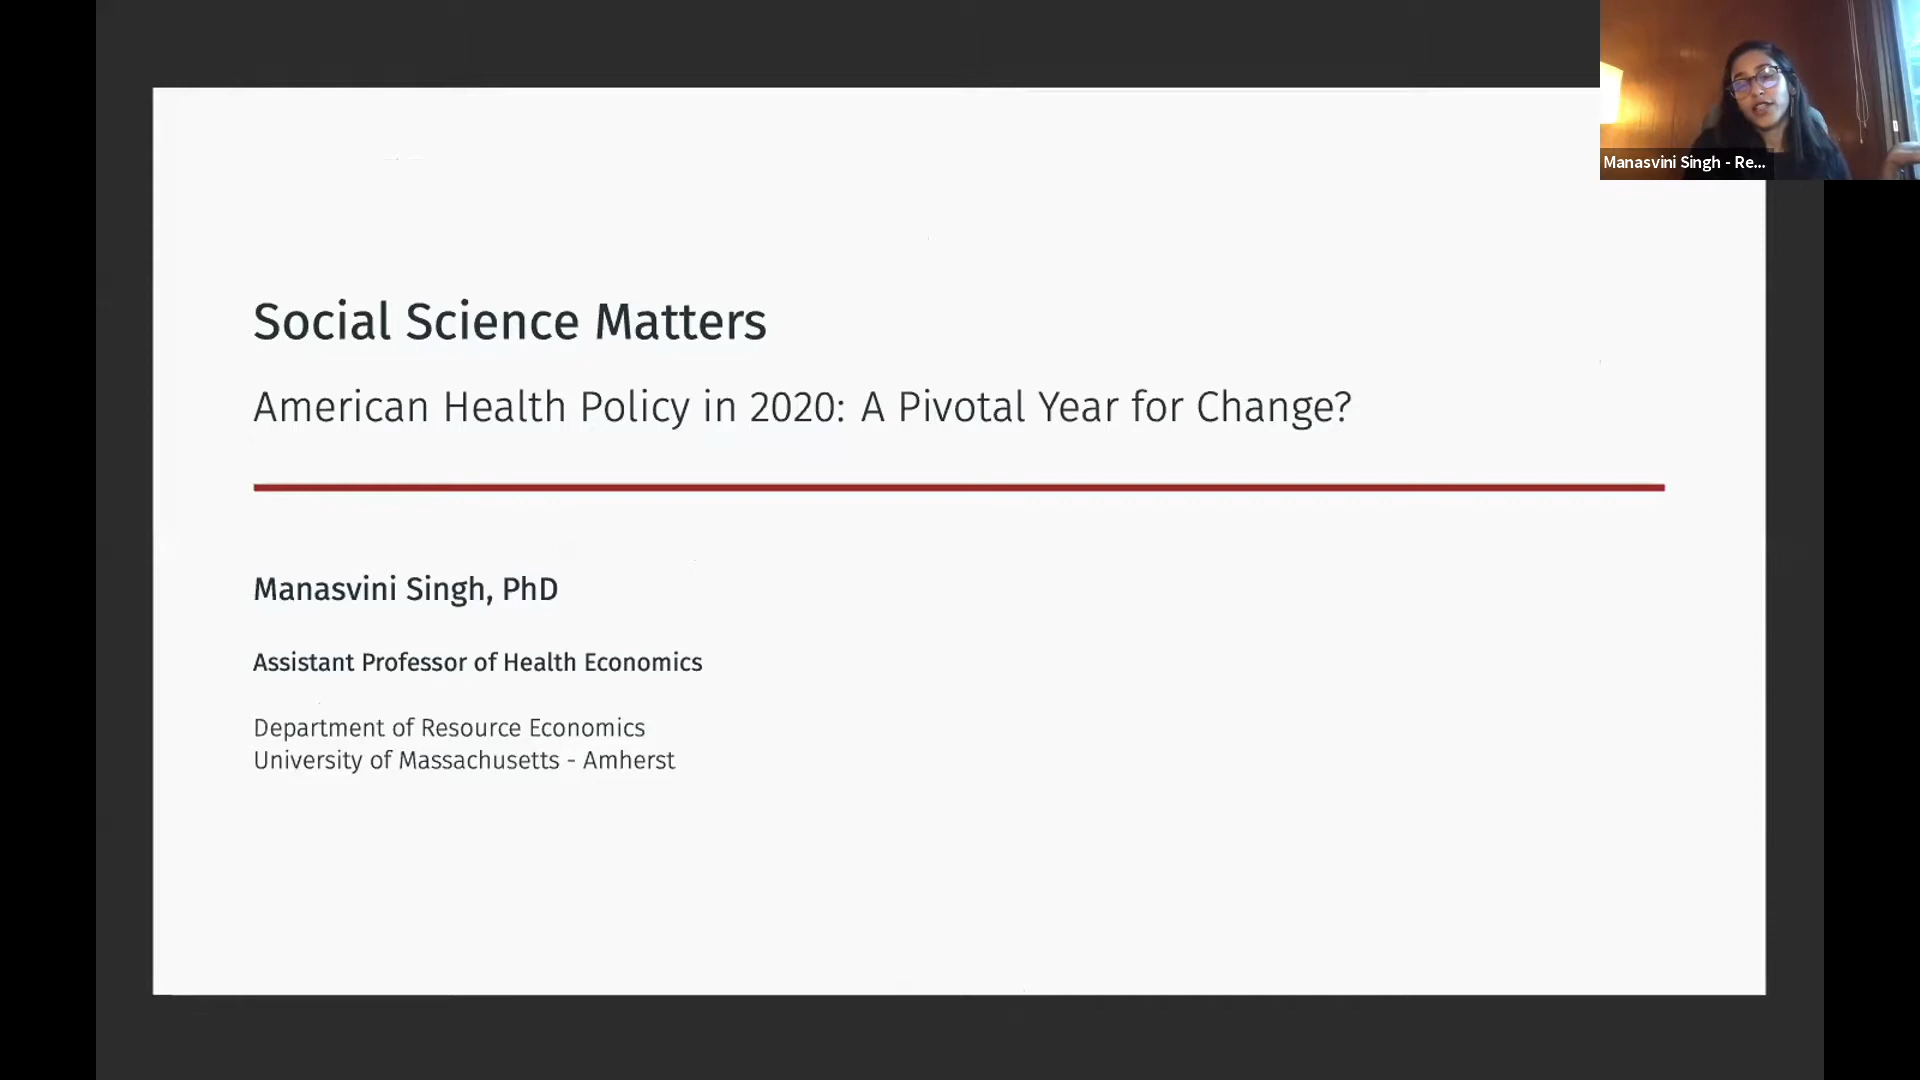 Manasvini Singh - Re...
Social Science Matters
American Health Policy in 2020: A Pivotal Year for Change?
Manasvini Singh, PhD
Assistant Professor of Health Economics
Department of Resource Economics
University of Massachusetts - Amherst